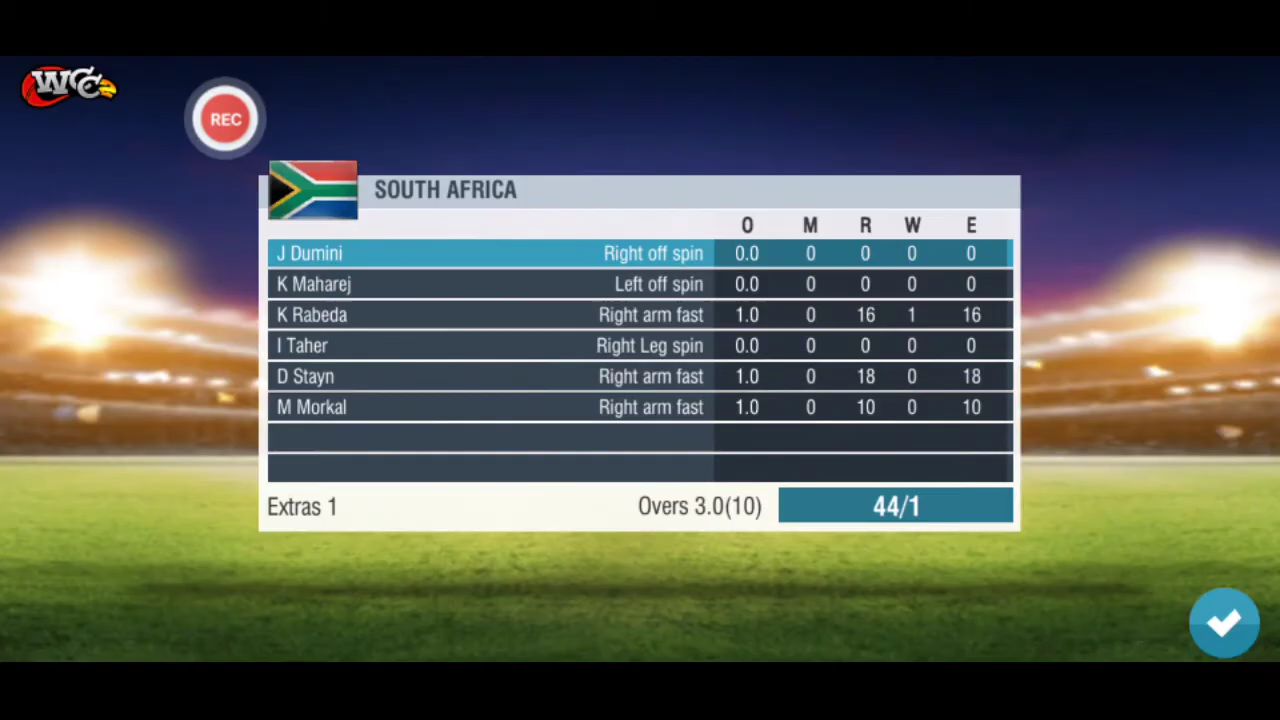 WCC
REC
SOUTH AFRICA
O M R W E
J Dumini Right off spin 0.0 0 0 0 0
K Maharej Left off spin 0.0 0 0 0 0
K Rabeda Right arm fast 1.0 0 16 1 16
I Taher Right Leg spin 0.0 0 0 0 0
D Stayn Right arm fast 1.0 0 18 0 18
M Morkal Right arm fast 1.0 0 10 0 10
Extras 1 Overs 3.0(10) 44/1